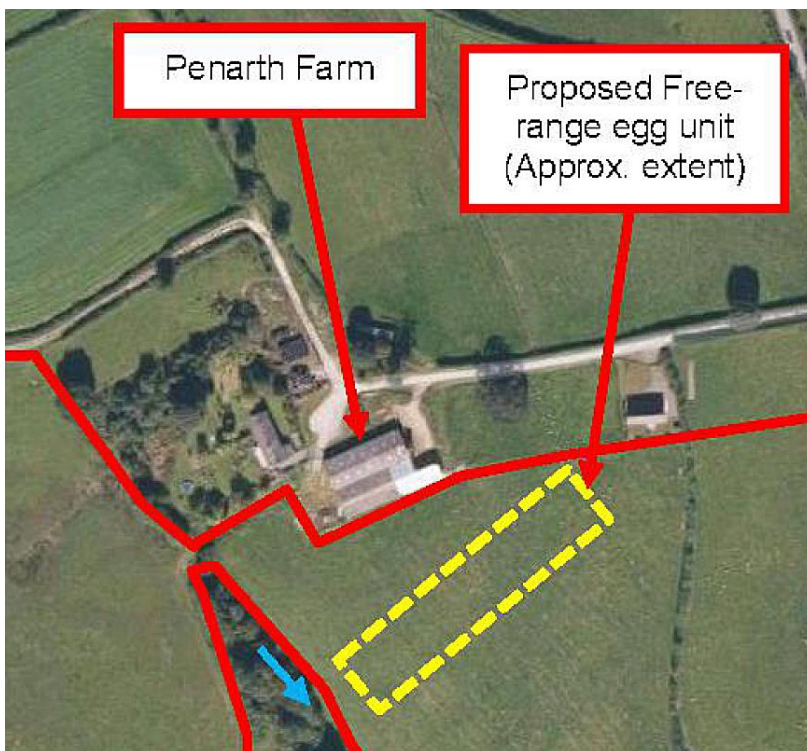 Penarth Farm
Proposed Free-
range egg unit
(Approx. extent)